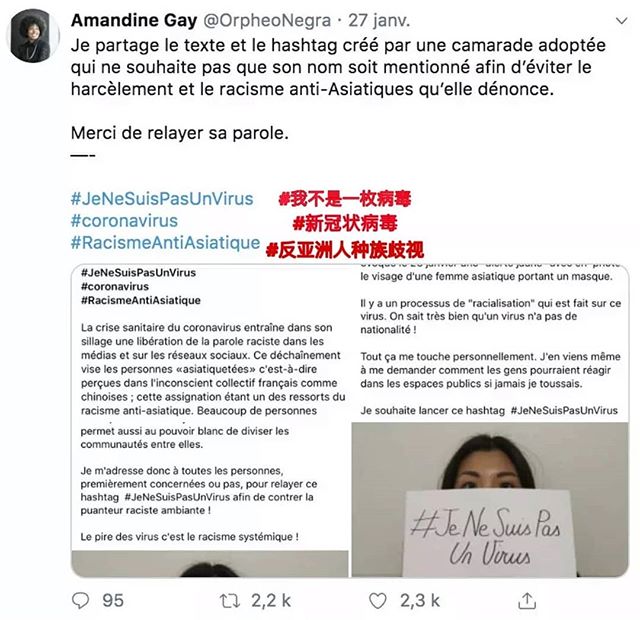 Amandine Gay @OrpheoNegra · 27 janv.
Je partage le texte et le hashtag créé par une camarade adoptée
qui ne souhaite pas que son nom soit mentionné afin d'éviter le
harcèlement et le racisme anti-Asiatiques qu'elle dénonce.
Merci de relayer sa parole.
—-
#JeNeSuisPasUnVirus #我不是一枚病毒
#coronavirus #新冠状病毒
#RacismeAntiAsiatique #反亚洲人种族歧视
#JeNeSuisPasUnVirus
#coronavirus
#RacismeAntiAsiatique
La crise sanitaire du coronavirus entraîne dans son
sillage une libération de la parole raciste dans les
médias et sur les réseaux sociaux. Ce déchaînement
vise les personnes «asiatiquetées» c'est-à-dire
perçues dans l'inconscient collectif français comme
chinoises ; cette assignation étant un des ressorts du
racisme anti-asiatique. Beaucoup de personnes
permet aussi au pouvoir blanc de diviser les
communautés entre elles.
Je m'adresse donc à toutes les personnes,
premièrement concernées ou pas, pour relayer ce
hashtag #JeNeSuisPasUnVirus afin de contrer la
puanteur raciste ambiante !
Le pire des virus c'est le racisme systémique !
le visage d'une femme asiatique portant un masque.
Il y a un processus de "racialisation" qui est fait sur ce
virus. On sait très bien qu'un virus n'a pas de
nationalité !
Tout ça me touche personnellement. J'en viens même
à me demander comment les gens pourraient réagir
dans les espaces publics si jamais je toussais.
Je souhaite lancer ce hashtag #JeNeSuisPasUnVirus
#JeNeSuisPas
Un Virus
95 2,2 k 2,3 k